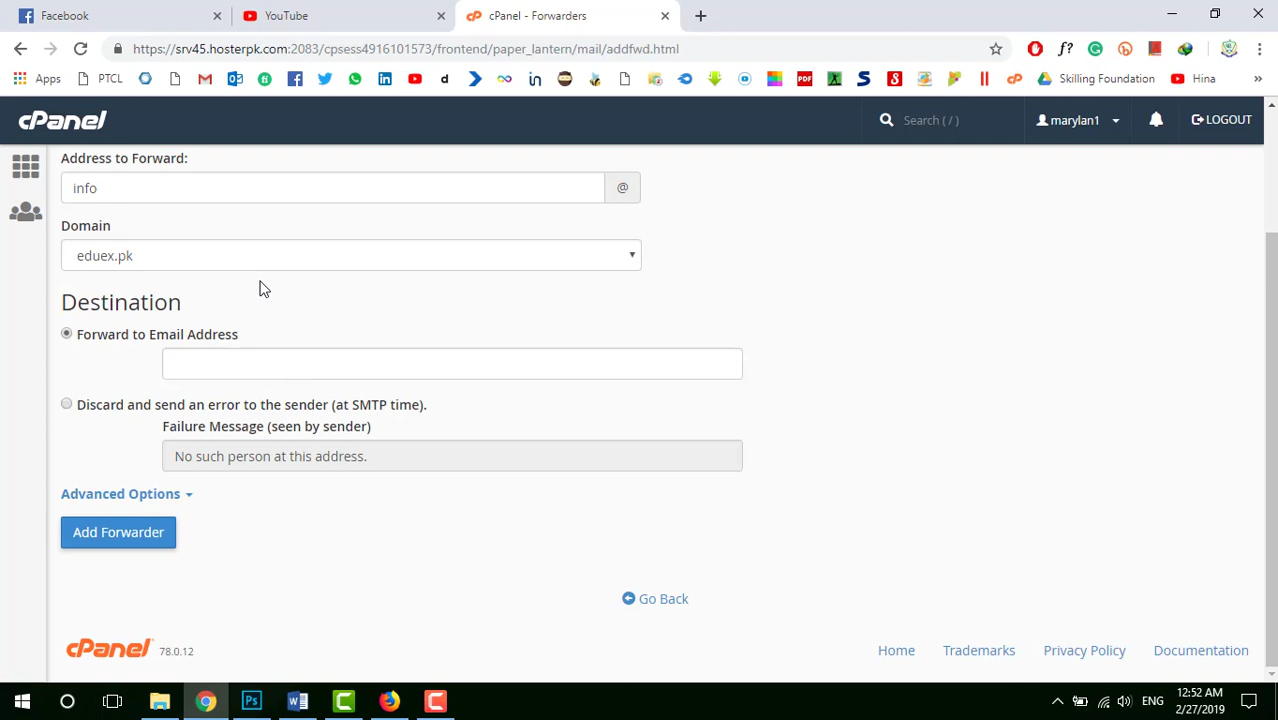 Facebook
YouTube
cPanel - Forwarders
https://srv45.hosterpk.com:2083/cpsess4916101573/frontend/paper_lantern/mail/addfwd.html
f?
Apps
PTCL
d
in
PDF
Skilling Foundation
Hina
»
cPanel
Search ( / )
marylan1
LOGOUT
Address to Forward:
info
@
Domain
eduex.pk
Destination
Forward to Email Address
Discard and send an error to the sender (at SMTP time).
Failure Message (seen by sender)
No such person at this address.
Advanced Options
Add Forwarder
Go Back
cPanel 78.0.12
Home
Trademarks
Privacy Policy
Documentation
Ps
ENG
12:52 AM
2/27/2019